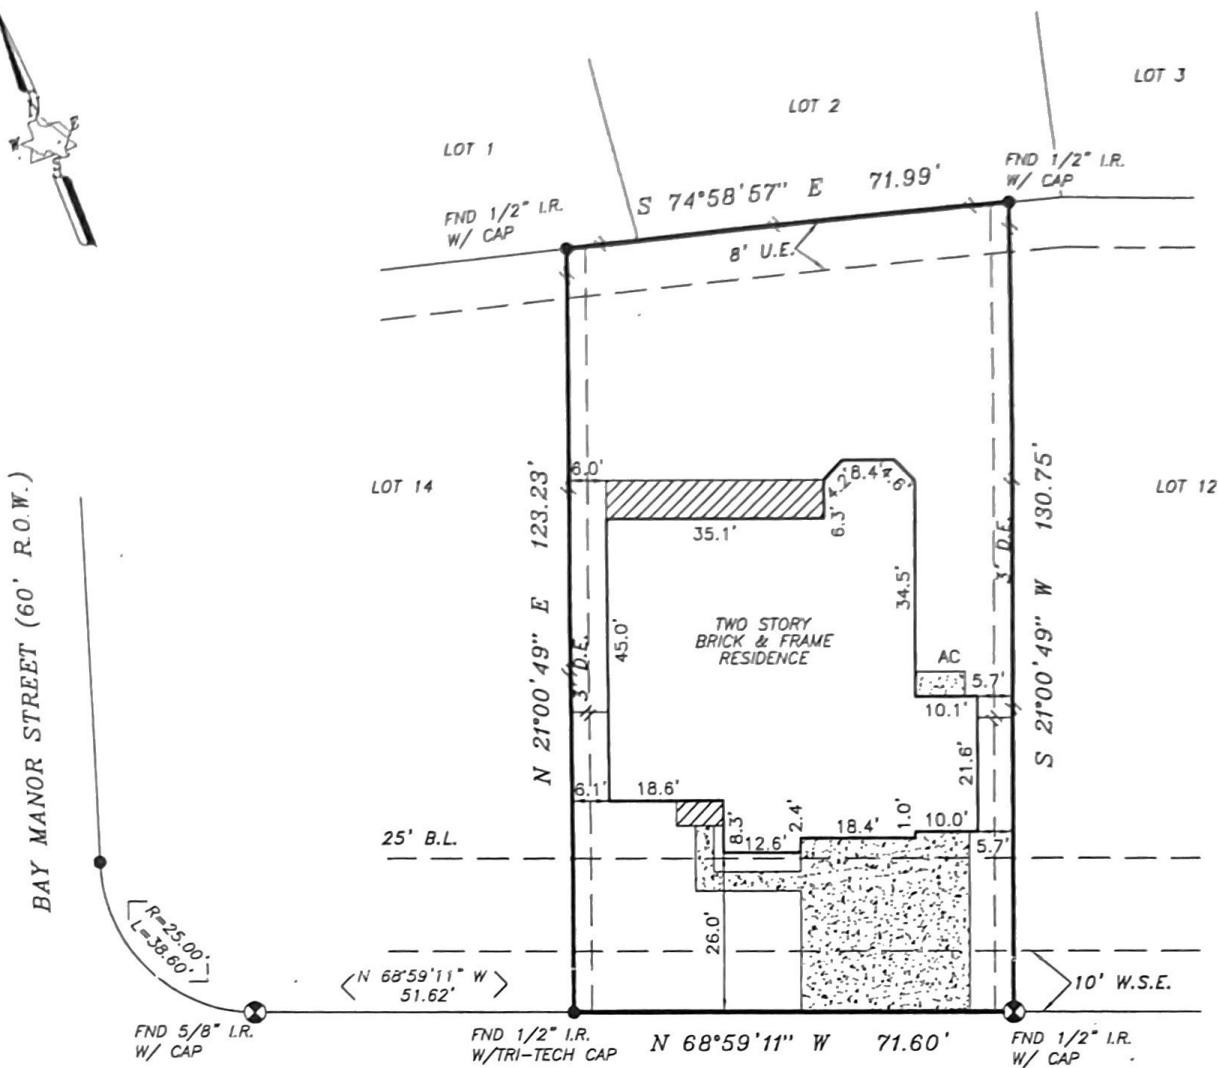 LOT 3
LOT 2
LOT 1
N
E
W
S
FND 1/2" I.R.
W/ CAP
S 74°58'57" E 71.99'
FND 1/2" I.R.
W/ CAP
8' U.E.
LOT 14
6.0'
8.4'
4.2'
6.3'
35.1'
LOT 12
N 21°00'49" E 123.23'
S 21°00'49" W 130.75'
3' D.E.
3' D.E.
34.5'
45.0'
TWO STORY
BRICK & FRAME
RESIDENCE
AC
5.7'
10.1'
21.6'
6.1'
18.6'
8.3'
12.6'
2.4'
18.4'
1.0'
10.0'
5.7'
25' B.L.
26.0'
BAY MANOR STREET (60' R.O.W.)
R=25.00'
L=38.60'
N 68°59'11" W
51.62'
10' W.S.E.
FND 5/8" I.R.
W/ CAP
FND 1/2" I.R.
W/TRI-TECH CAP
N 68°59'11" W 71.60'
FND 1/2" I.R.
W/ CAP